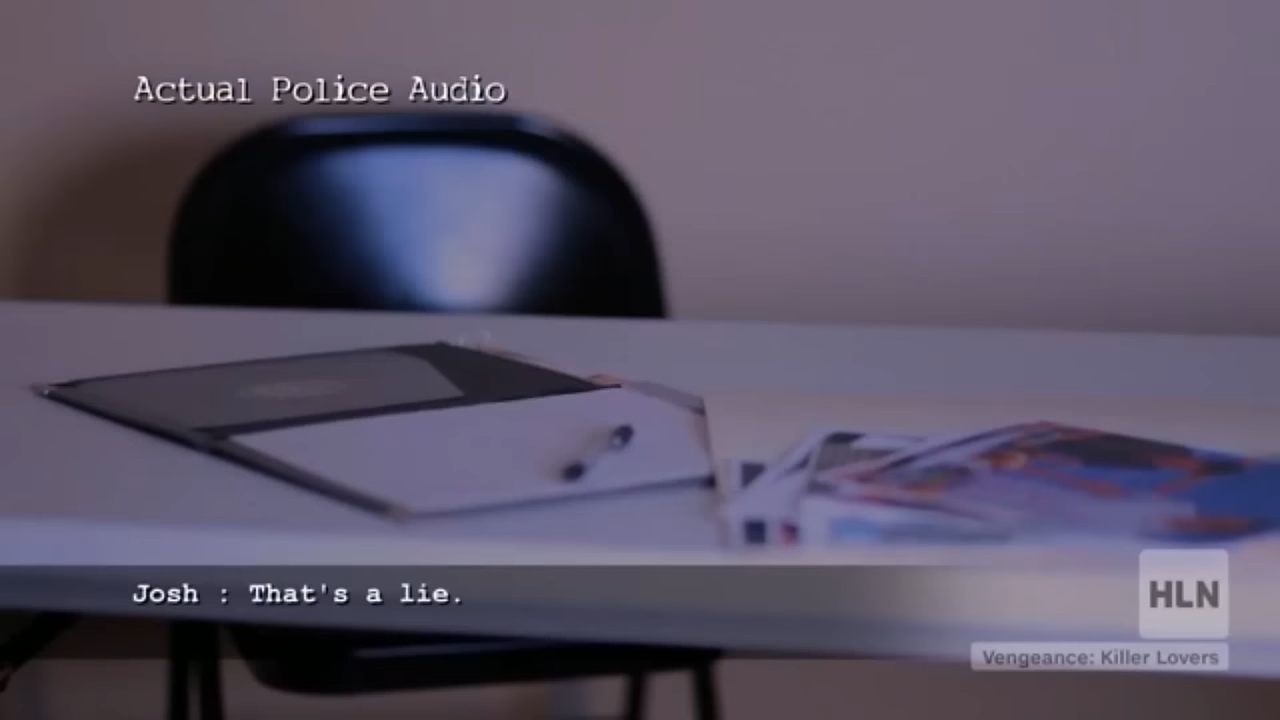 Actual Police Audio
Josh : That's a lie.
HLN
Vengeance: Killer Lovers